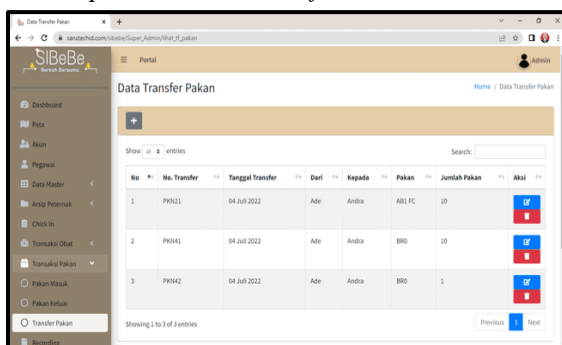 Data Transfer Pakan
sanstechid.com/sibebe/Super_Admin/lihat_tf_pakan
SIBeBe
Berkah Bersama
Portal
Admin
Data Transfer Pakan
Home / Data Transfer Pakan
Dashboard
Peta
Akun
Pegawai
Data Master
Arsip Peternak
Chick In
Transaksi Obat
Transaksi Pakan
Pakan Masuk
Pakan Keluar
Transfer Pakan
Recording
+
Show 10 entries
Search:
No No. Transfer Tanggal Transfer Dari Kepada Pakan Jumlah Pakan Aksi
1 PKN21 04 Juli 2022 Ade Andra AB1 FC 10
2 PKN41 04 Juli 2022 Ade Andra BR0 10
3 PKN42 04 Juli 2022 Ade Andra BR0 1
Showing 1 to 3 of 3 entries
Previous 1 Next